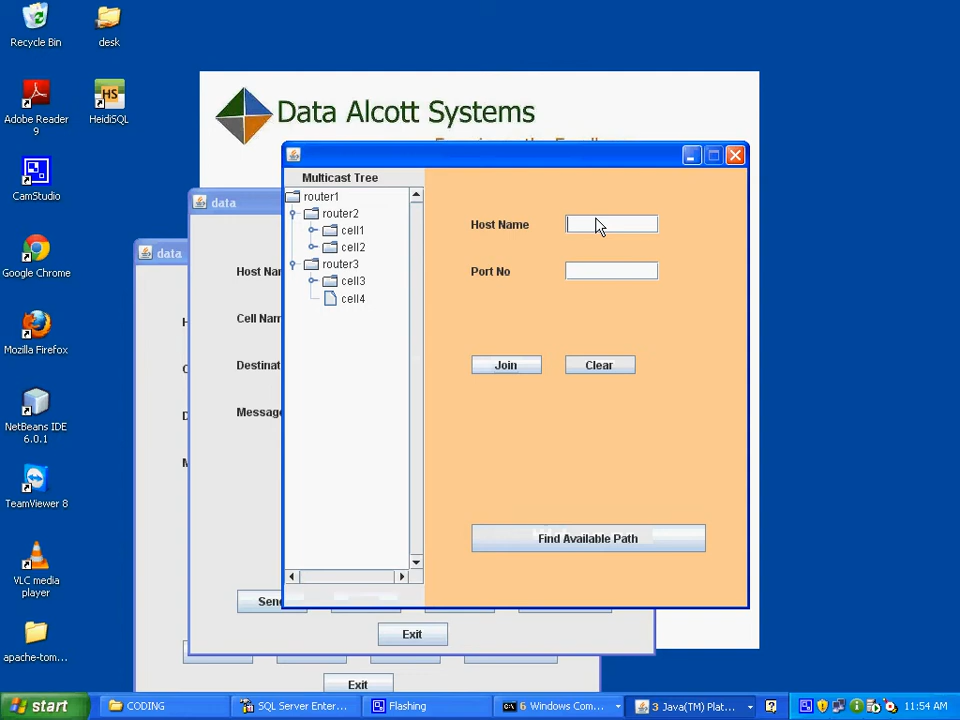 Recycle Bin
desk
Adobe Reader
9
HS
HeidiSQL
CamStudio
Google Chrome
Mozilla Firefox
NetBeans IDE
6.0.1
TeamViewer 8
VLC media
player
apache-tom...
Data Alcott Systems
data
Exit
data
Host Nam
Cell Nam
Destinat
Message
Send
Exit
Multicast Tree
router1
router2
cell1
cell2
router3
cell3
cell4
Host Name
Port No
Join
Clear
Find Available Path
start
CODING
SQL Server Enter...
Flashing
6 Windows Com...
3 Java(TM) Plat...
11:54 AM